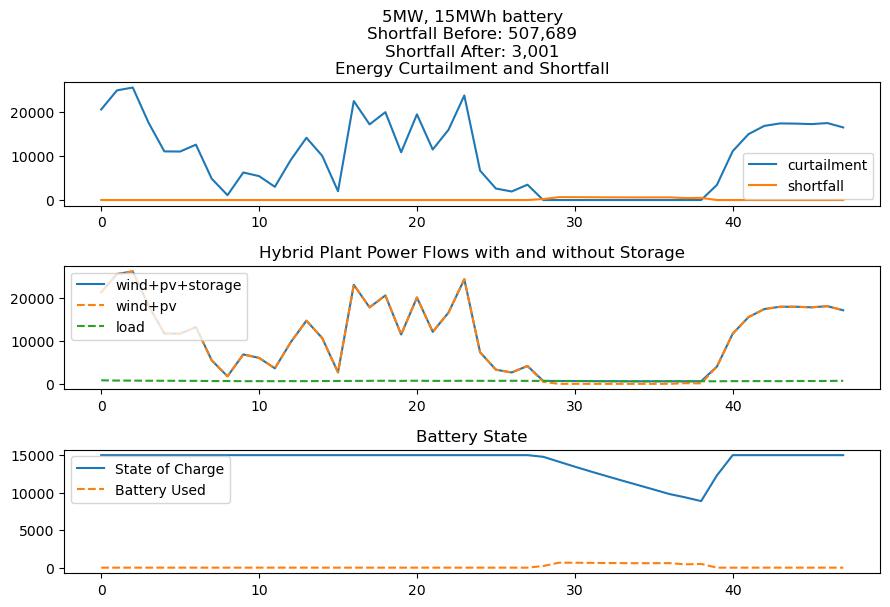 5MW, 15MWh battery
Shortfall Before: 507,689
Shortfall After: 3,001
Energy Curtailment and Shortfall
20000
10000
0
curtailment
shortfall
0 10 20 30 40
Hybrid Plant Power Flows with and without Storage
20000
10000
0
wind+pv+storage
wind+pv
load
0 10 20 30 40
Battery State
15000
10000
5000
0
State of Charge
Battery Used
0 10 20 30 40